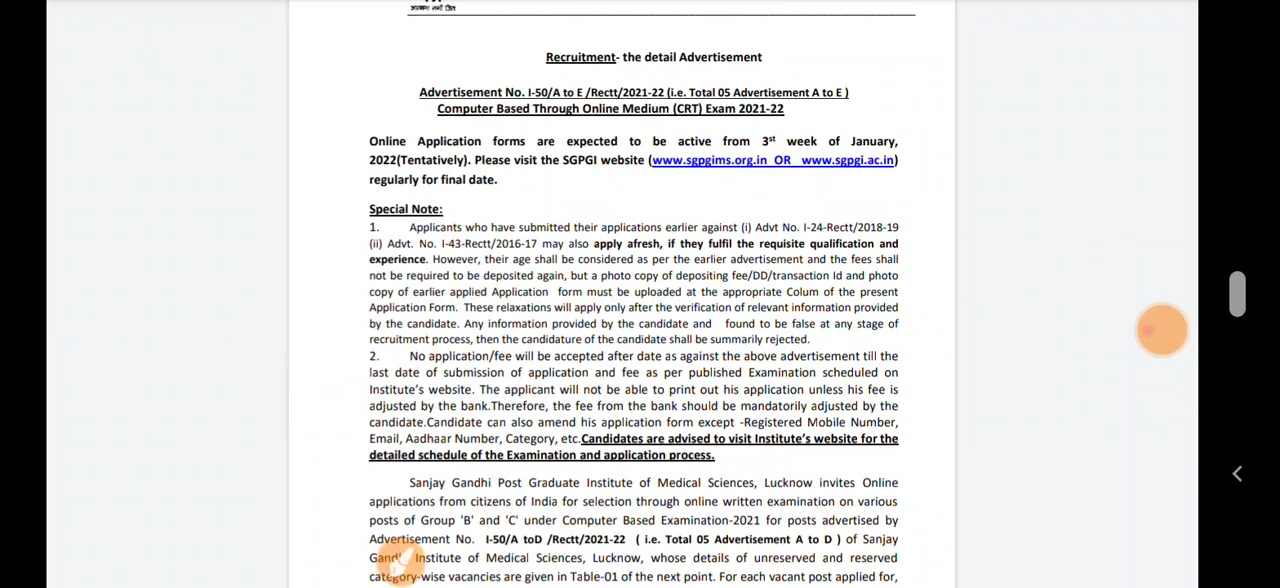 Recruitment- the detail Advertisement
Advertisement No. I-50/A to E /Rectt/2021-22 (i.e. Total 05 Advertisement A to E )
Computer Based Through Online Medium (CRT) Exam 2021-22
Online Application forms are expected to be active from 3st week of January,
2022(Tentatively). Please visit the SGPGI website (www.sgpgims.org.in OR www.sgpgi.ac.in)
regularly for final date.
Special Note:
1. Applicants who have submitted their applications earlier against (i) Advt No. I-24-Rectt/2018-19
(ii) Advt. No. I-43-Rectt/2016-17 may also apply afresh, if they fulfil the requisite qualification and
experience. However, their age shall be considered as per the earlier advertisement and the fees shall
not be required to be deposited again, but a photo copy of depositing fee/DD/transaction Id and photo
copy of earlier applied Application form must be uploaded at the appropriate Colum of the present
Application Form. These relaxations will apply only after the verification of relevant information provided
by the candidate. Any information provided by the candidate and found to be false at any stage of
recruitment process, then the candidature of the candidate shall be summarily rejected.
2. No application/fee will be accepted after date as against the above advertisement till the
last date of submission of application and fee as per published Examination scheduled on
Institute's website. The applicant will not be able to print out his application unless his fee is
adjusted by the bank.Therefore, the fee from the bank should be mandatorily adjusted by the
candidate.Candidate can also amend his application form except -Registered Mobile Number,
Email, Aadhaar Number, Category, etc.Candidates are advised to visit Institute's website for the
detailed schedule of the Examination and application process.
Sanjay Gandhi Post Graduate Institute of Medical Sciences, Lucknow invites Online
applications from citizens of India for selection through online written examination on various
posts of Group 'B' and 'C' under Computer Based Examination-2021 for posts advertised by
Advertisement No. I-50/A toD /Rectt/2021-22 ( i.e. Total 05 Advertisement A to D ) of Sanjay
Institute of Medical Sciences, Lucknow, whose details of unreserved and reserved
category-wise vacancies are given in Table-01 of the next point. For each vacant post applied for,